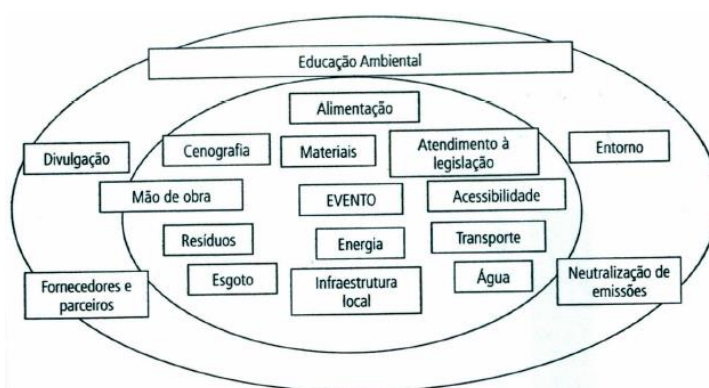 Educação Ambiental
Alimentação
Divulgação
Cenografia
Materiais
Atendimento à
legislação
Entorno
Mão de obra
EVENTO
Acessibilidade
Resíduos
Energia
Transporte
Fornecedores e
parceiros
Esgoto
Infraestrutura
local
Água
Neutralização de
emissões